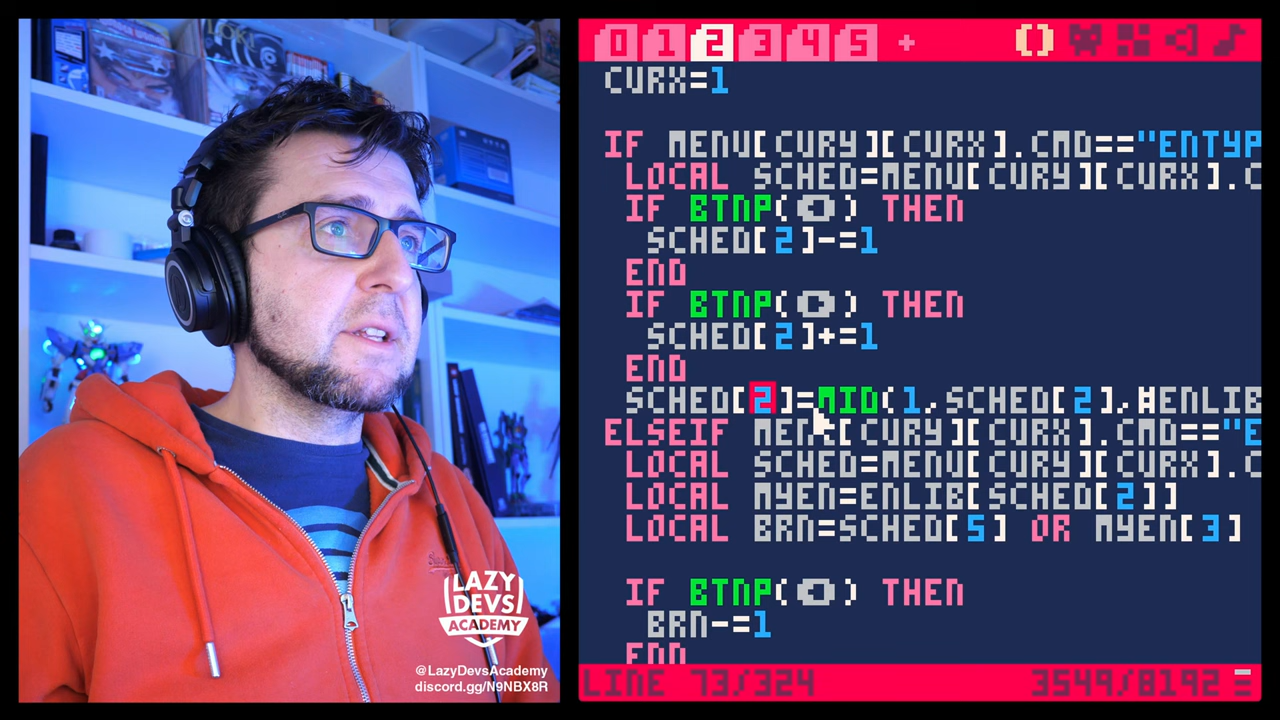 LOKI
LAZY
DEVS
ACADEMY
@LazyDevsAcademy
discord.gg/N9NBX8R
0 1 2 3 4 5 +
CURX=1
IF MENU[CURY][CURX].CMD=="ENTYP
LOCAL SCHED=MENU[CURY][CURX].C
IF BTNP(⬅️) THEN
SCHED[2]-=1
END
IF BTNP(➡️) THEN
SCHED[2]+=1
END
SCHED[2]=MID(1,SCHED[2],#ENLIB
ELSEIF MENU[CURY][CURX].CMD=="E
LOCAL SCHED=MENU[CURY][CURX].C
LOCAL MYEN=ENLIB[SCHED[2]]
LOCAL BRN=SCHED[5] OR MYEN[3]
IF BTNP(⬅️) THEN
BRN-=1
END
LINE 73/324
3549/8192